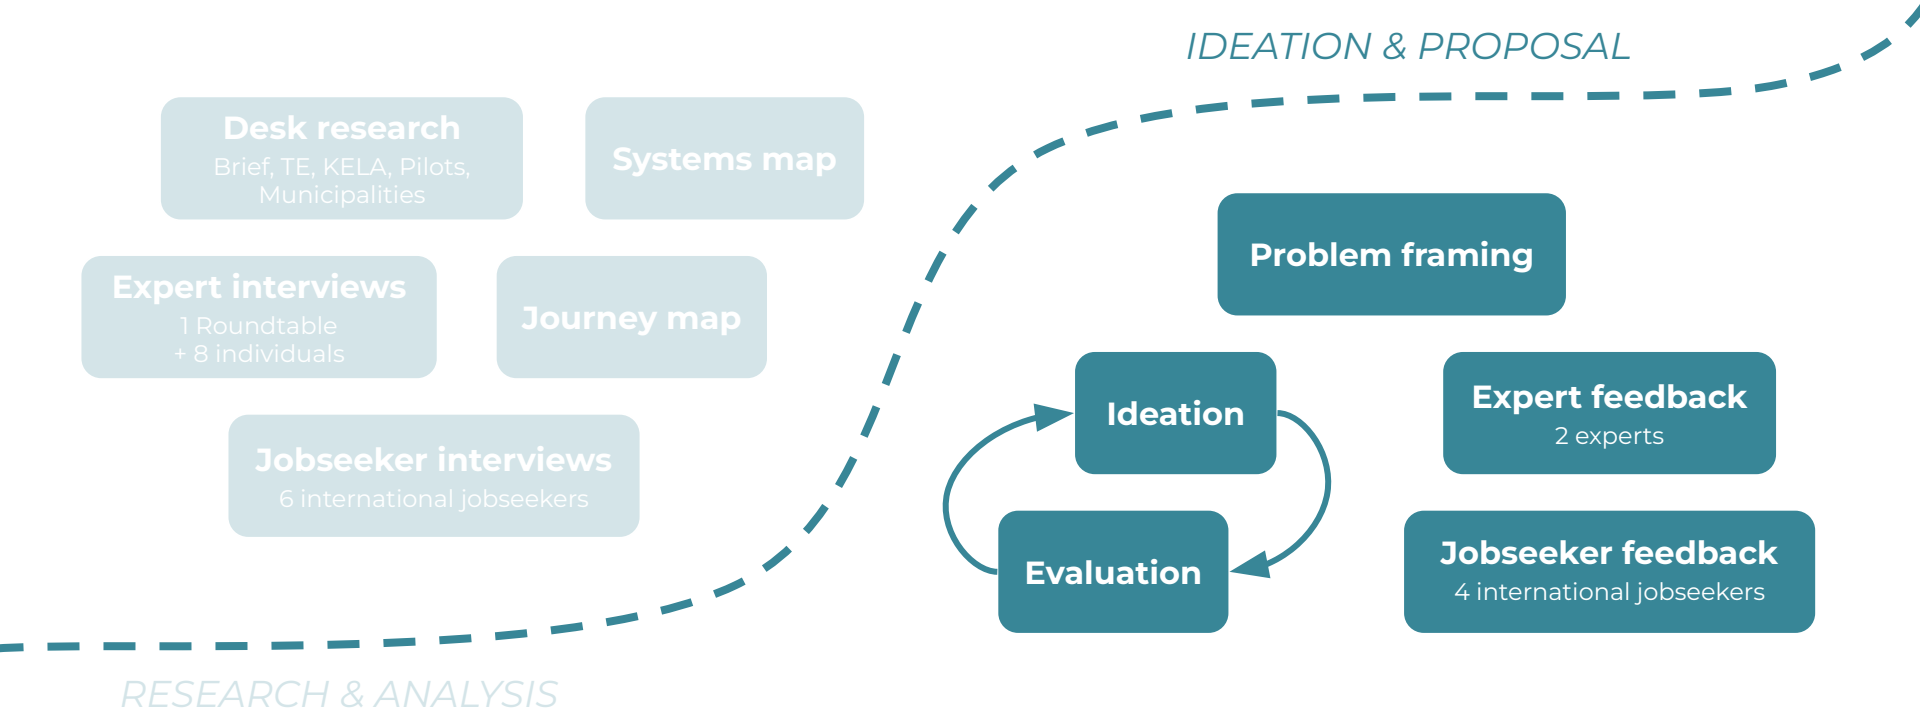 IDEATION & PROPOSAL
Desk research
Brief, TE, KELA, Pilots,
Municipalities
Systems map
Expert interviews
1 Roundtable
+ 8 individuals
Journey map
Jobseeker interviews
6 international jobseekers
RESEARCH & ANALYSIS
Problem framing
Ideation
Evaluation
Expert feedback
2 experts
Jobseeker feedback
4 international jobseekers